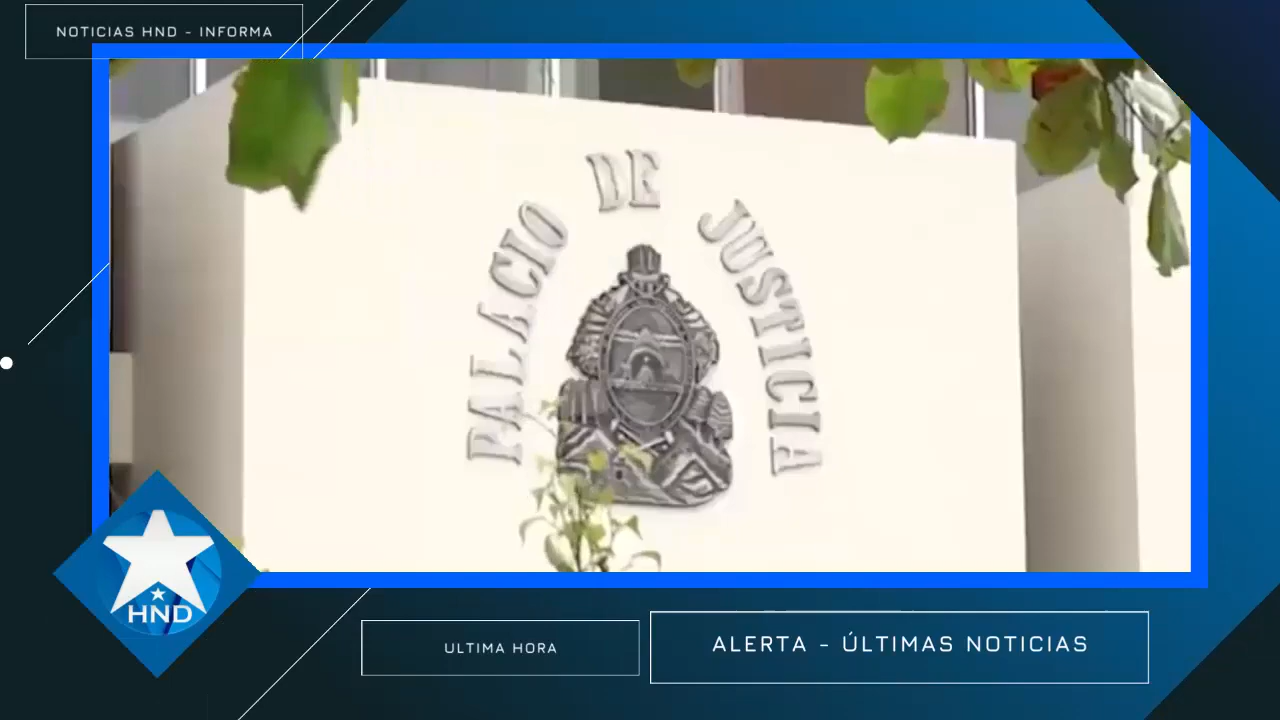 NOTICIAS HND - INFORMA
PALACIO DE JUSTICIA
HND
ULTIMA HORA
ALERTA - ÚLTIMAS NOTICIAS